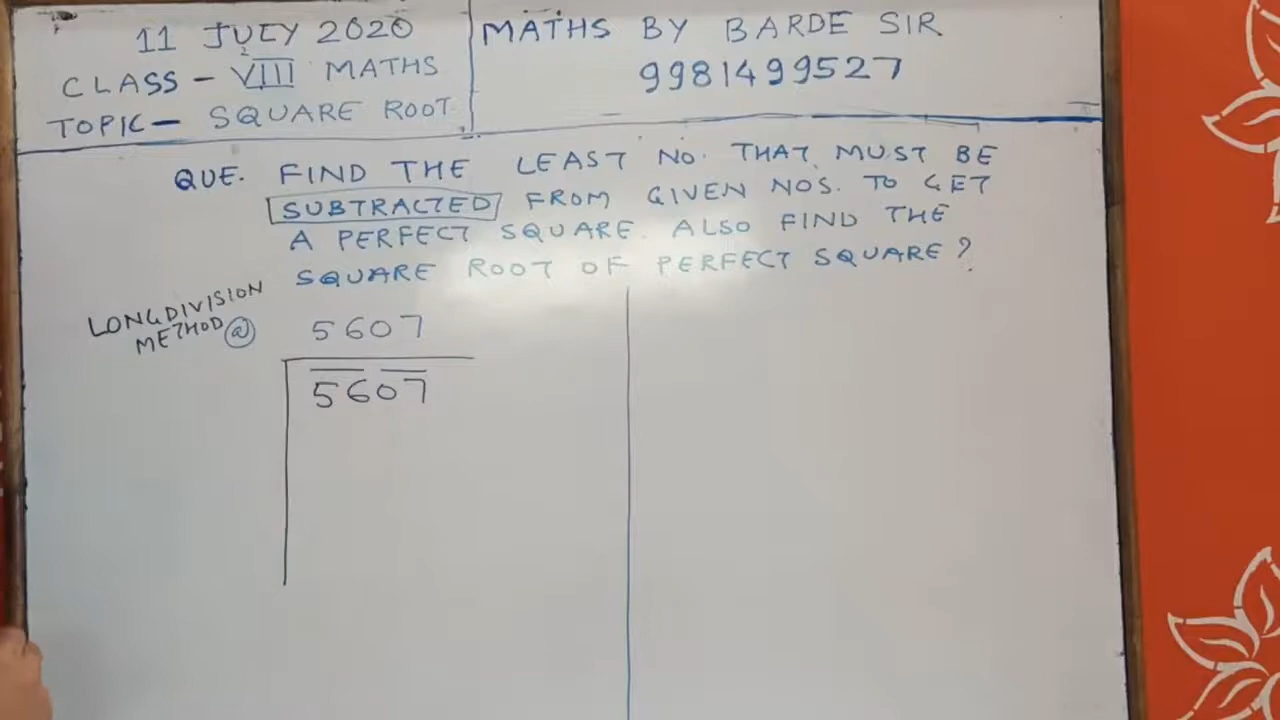 11 JULY 2020
CLASS - VIII MATHS
TOPIC - SQUARE ROOT
MATHS BY BARDE SIR
9981499527
QUE. FIND THE LEAST NO. THAT MUST BE
SUBTRACTED FROM GIVEN NOS. TO GET
A PERFECT SQUARE. ALSO FIND THE
SQUARE ROOT OF PERFECT SQUARE?
LONG DIVISION
METHOD @
5607
5607